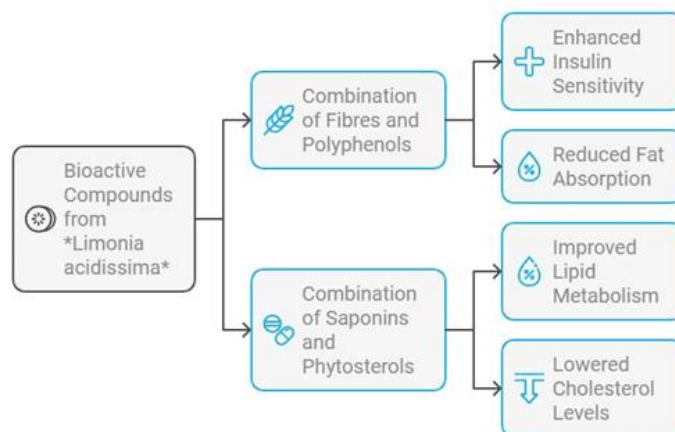 Bioactive
Compounds
from
*Limonia
acidissima*
Combination
of Fibres and
Polyphenols
Enhanced
Insulin
Sensitivity
Reduced Fat
Absorption
Combination
of Saponins
and
Phytosterols
Improved
Lipid
Metabolism
Lowered
Cholesterol
Levels